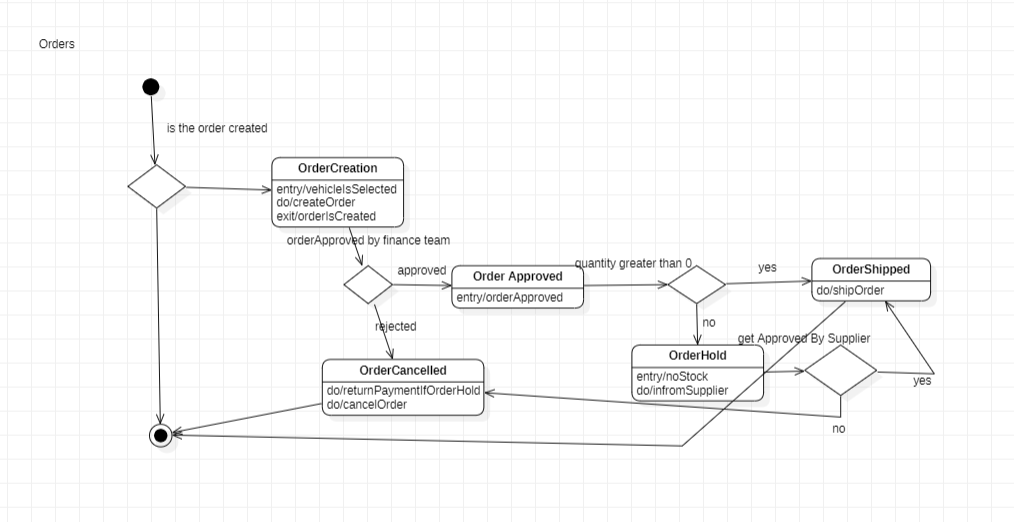 Orders
is the order created
OrderCreation
entry/vehicleIsSelected
do/createOrder
exit/orderIsCreated
orderApproved by finance team
approved
Order Approved
entry/orderApproved
quantity greater than 0
yes
OrderShipped
do/shipOrder
rejected
no
get Approved By Supplier
OrderHold
entry/noStock
do/infromSupplier
yes
OrderCancelled
do/returnPaymentIfOrderHold
do/cancelOrder
no